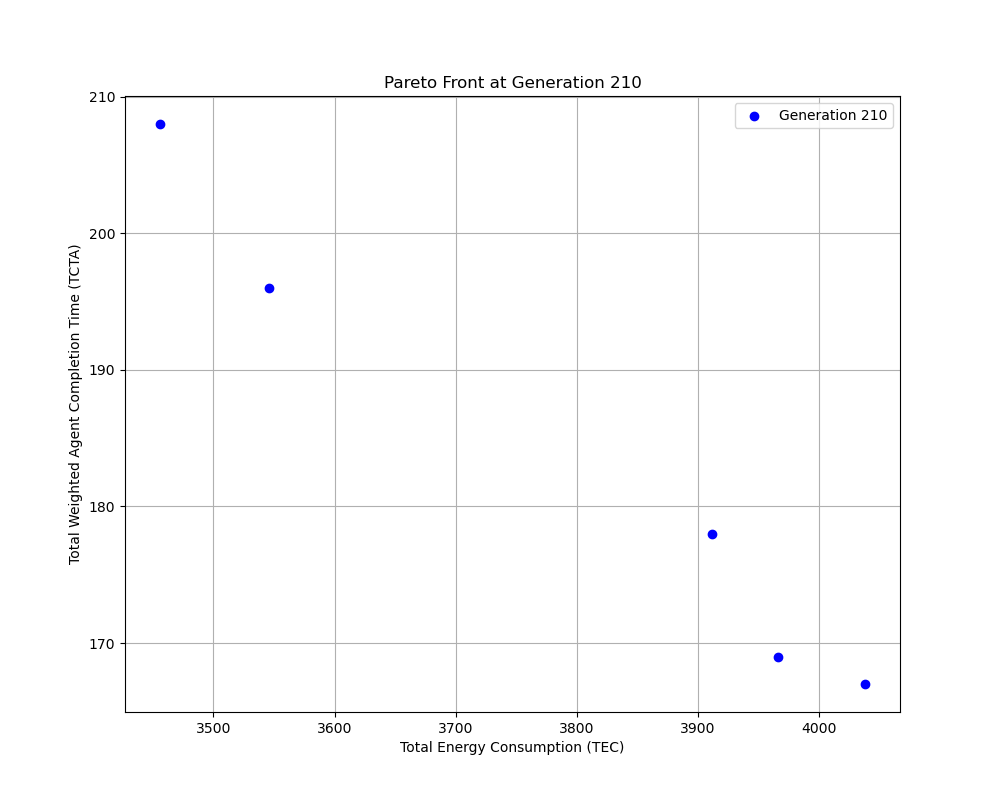 Pareto Front at Generation 210
Generation 210
Total Weighted Agent Completion Time (TCTA)
210
200
190
180
170
3500 3600 3700 3800 3900 4000
Total Energy Consumption (TEC)